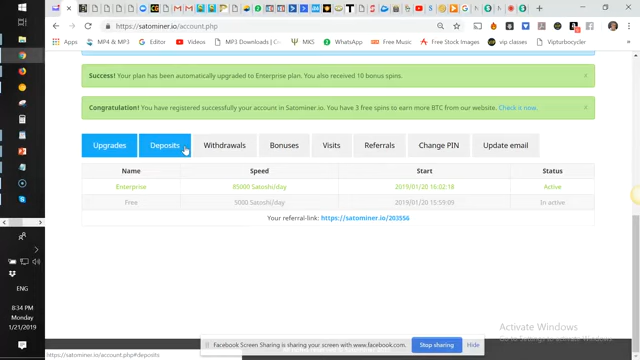 https://satominer.io/account.php
Apps MP4 & MP3 Editor Videos MP3 Downloads | C... MKS WhatsApp Free Music Free Stock Images vip classes Vipturbocycler
Success! Your plan has been automatically upgraded to Enterprise plan. You also received 10 bonus spins. ×
Congratulation! You have registered successfully your account in Satominer.io. You have 3 free spins to earn more BTC from our website. Check it now. ×
Upgrades Deposits Withdrawals Bonuses Visits Referrals Change PIN Update email
Name Speed Start Status
Enterprise 85000 Satoshi/day 2019/01/20 16:02:18 Active
Free 5000 Satoshi/day 2019/01/20 15:59:09 In active
Your referral-link: https://satominer.io/203556
ENG
8:34 PM
Monday
1/21/2019
Activate Windows
Facebook Screen Sharing is sharing your screen with www.facebook.com. Stop sharing Hide
https://satominer.io/account.php#deposits